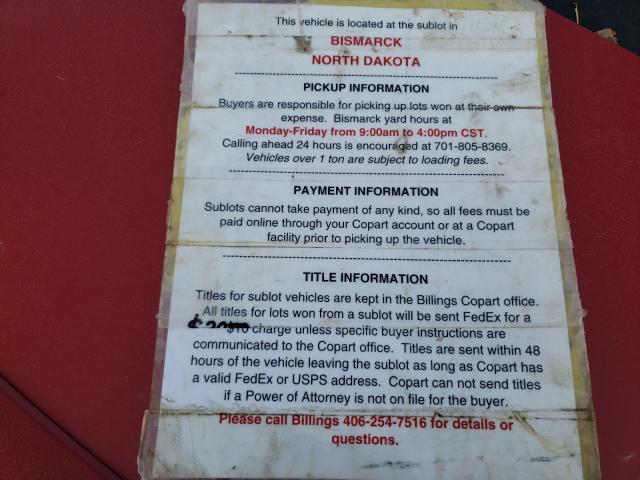 This vehicle is located at the sublot in
BISMARCK
NORTH DAKOTA
PICKUP INFORMATION
Buyers are responsible for picking up lots won at their own
expense. Bismarck yard hours at
Monday-Friday from 9:00am to 4:00pm CST.
Calling ahead 24 hours is encouraged at 701-805-8369.
Vehicles over 1 ton are subject to loading fees.
PAYMENT INFORMATION
Sublots cannot take payment of any kind, so all fees must be
paid online through your Copart account or at a Copart
facility prior to picking up the vehicle.
TITLE INFORMATION
Titles for sublot vehicles are kept in the Billings Copart office.
All titles for lots won from a sublot will be sent FedEx for a
$20 $10 charge unless specific buyer instructions are
communicated to the Copart office. Titles are sent within 48
hours of the vehicle leaving the sublot as long as Copart has
a valid FedEx or USPS address. Copart can not send titles
if a Power of Attorney is not on file for the buyer.
Please call Billings 406-254-7516 for details or
questions.